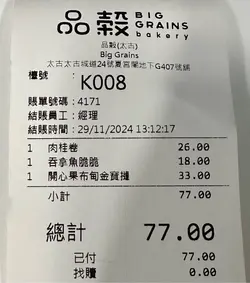 品穀 BIG GRAINS bakery
品穀(太古)
Big Grains
太古太古城道24號夏宮閣地下G407號舖
檯號: K008
賬單號碼: 4171
結賬員工: 經理
結賬時間: 29/11/2024 13:12:17
1 肉桂卷 26.00
1 吞拿魚脆脆 18.00
1 開心果布甸金寶撻 33.00
小計 77.00
總計 77.00
已付 77.00
找贖 0.00